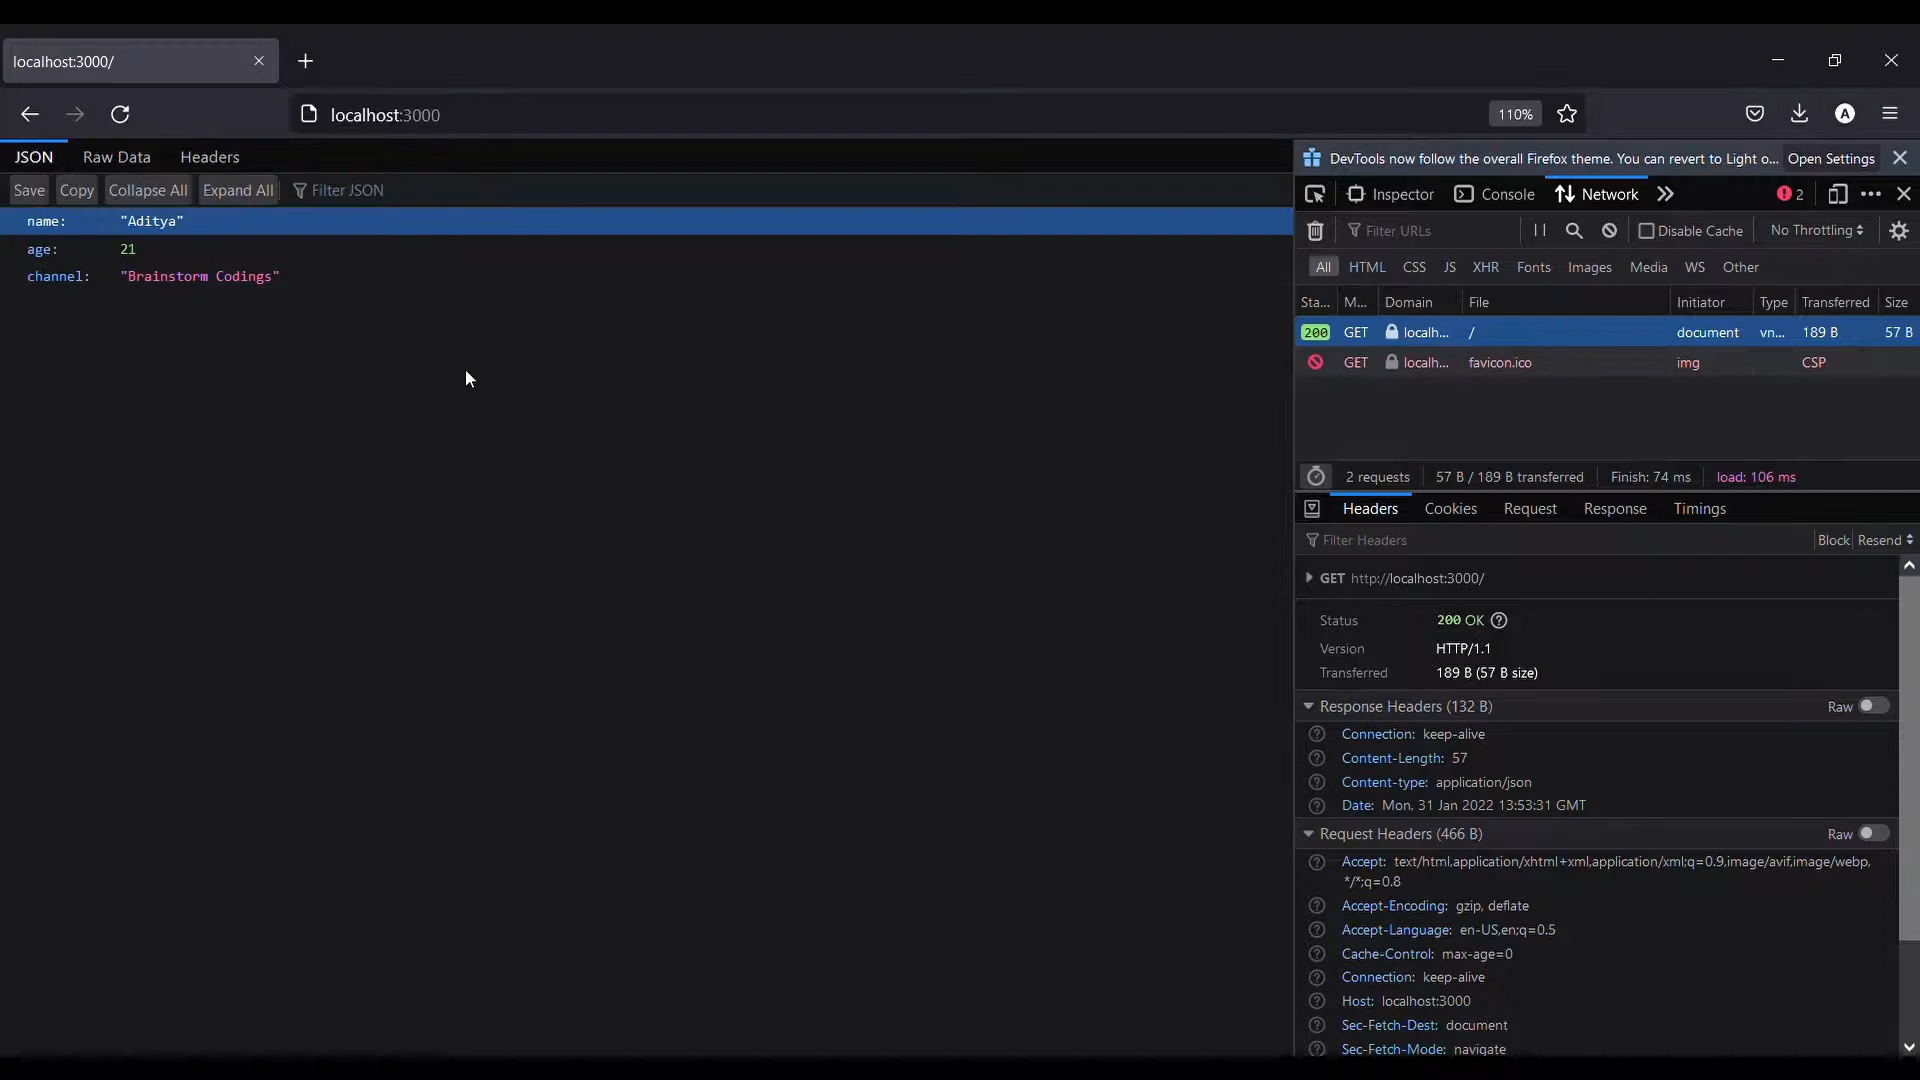 localhost:3000/
localhost:3000
110%
A
JSON Raw Data Headers
Save Copy Collapse All Expand All Filter JSON
name: "Aditya"
age: 21
channel: "Brainstorm Codings"
DevTools now follow the overall Firefox theme. You can revert to Light o... Open Settings
Inspector Console Network 2
Filter URLs Disable Cache No Throttling
All HTML CSS JS XHR Fonts Images Media WS Other
Sta... M... Domain File Initiator Type Transferred Size
200 GET localh... / document vn... 189 B 57 B
GET localh... favicon.ico img CSP
2 requests 57 B / 189 B transferred Finish: 74 ms load: 106 ms
Headers Cookies Request Response Timings
Filter Headers Block Resend
GET http://localhost:3000/
Status 200 OK
Version HTTP/1.1
Transferred 189 B (57 B size)
Response Headers (132 B) Raw
Connection: keep-alive
Content-Length: 57
Content-type: application/json
Date: Mon, 31 Jan 2022 13:53:31 GMT
Request Headers (466 B) Raw
Accept: text/html,application/xhtml+xml,application/xml;q=0.9,image/avif,image/webp,
*/*;q=0.8
Accept-Encoding: gzip, deflate
Accept-Language: en-US,en;q=0.5
Cache-Control: max-age=0
Connection: keep-alive
Host: localhost:3000
Sec-Fetch-Dest: document
Sec-Fetch-Mode: navigate